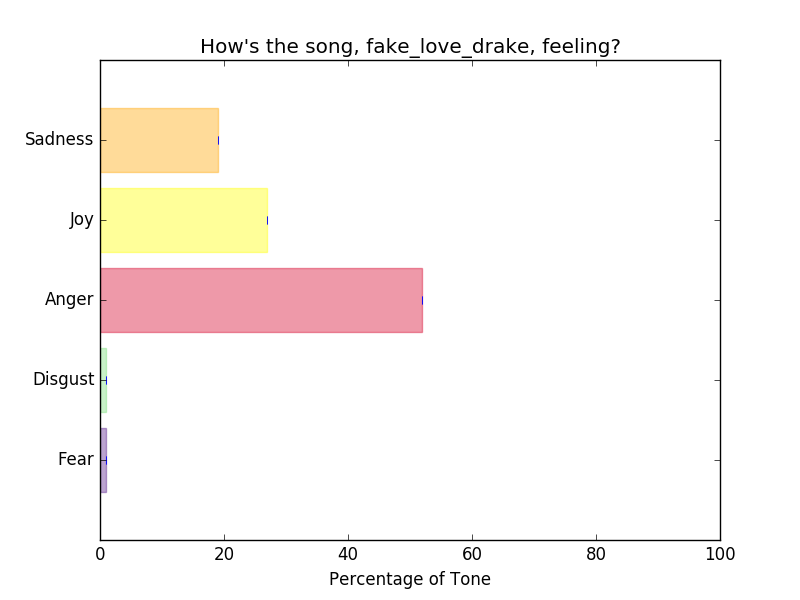 How's the song, fake_love_drake, feeling?
Sadness
Joy
Anger
Disgust
Fear
0 20 40 60 80 100
Percentage of Tone